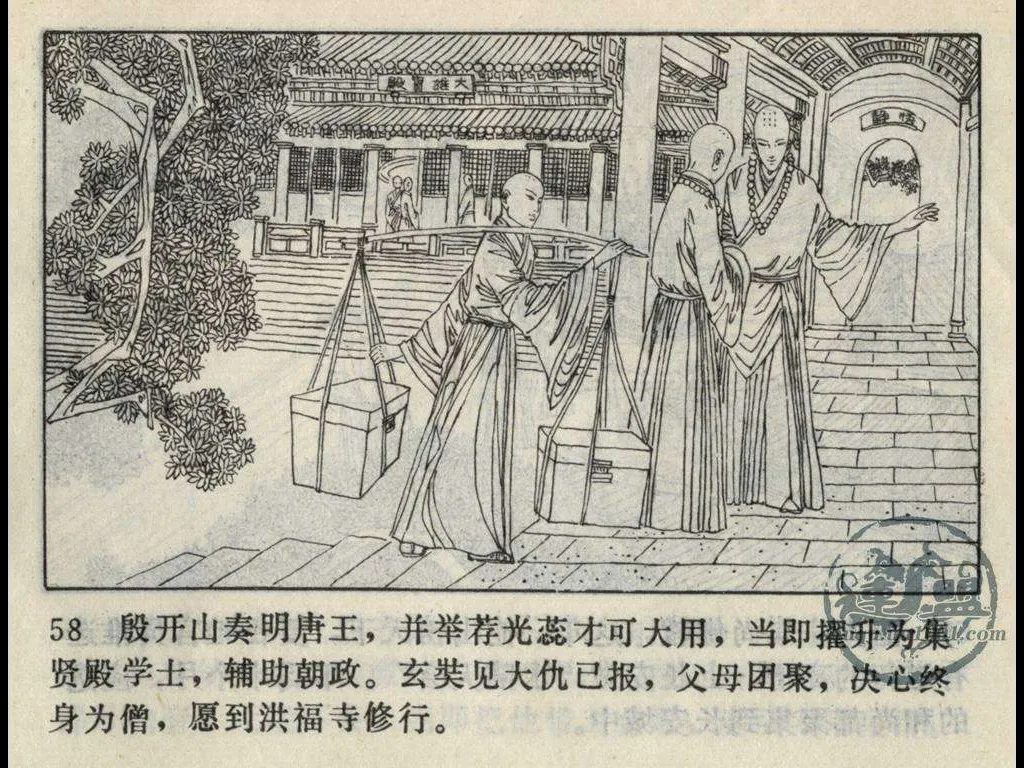 大雄寶殿
悟静
58 殷开山奏明唐王，并举荐光蕊才可大用，当即擢升为集
贤殿学士，辅助朝政。玄奘见大仇已报，父母团聚，决心终
身为僧，愿到洪福寺修行。